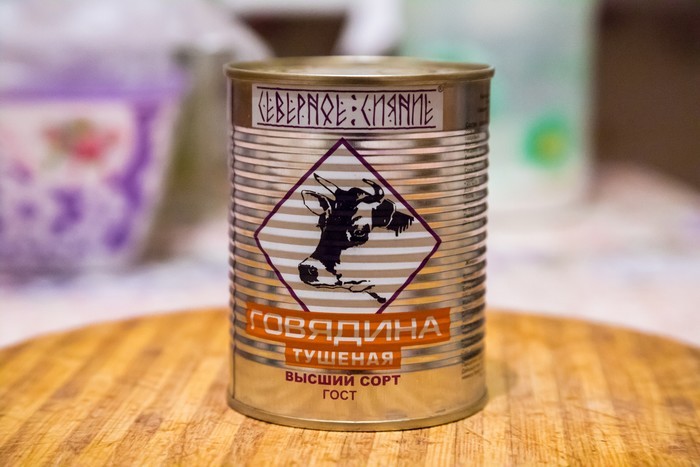 СЕВЕРНОЕ:СИЯНИЕ
ГОВЯДИНА
ТУШЕНАЯ
ВЫСШИЙ СОРТ
ГОСТ